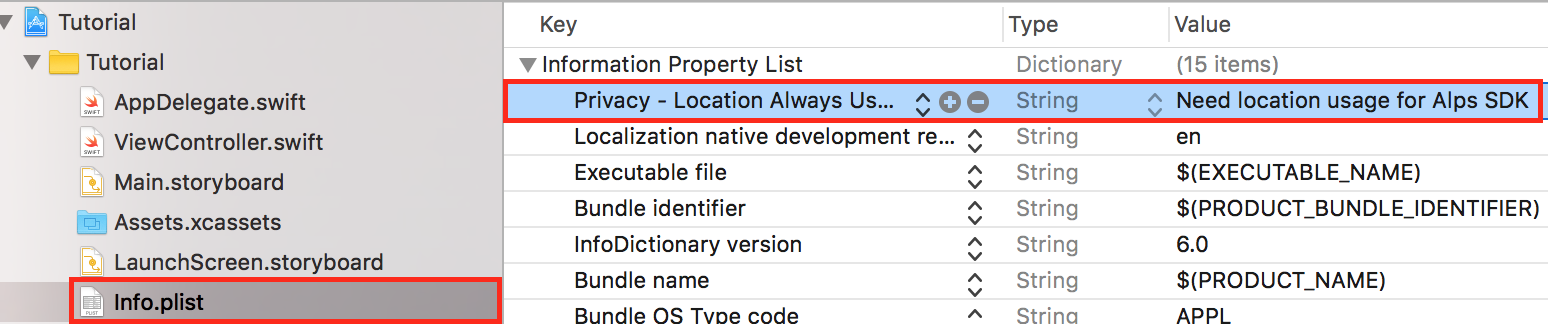 Tutorial
Tutorial
AppDelegate.swift
ViewController.swift
Main.storyboard
Assets.xcassets
LaunchScreen.storyboard
Info.plist
Key Type Value
Information Property List Dictionary (15 items)
Privacy - Location Always Us... String Need location usage for Alps SDK
Localization native development re... String en
Executable file String $(EXECUTABLE_NAME)
Bundle identifier String $(PRODUCT_BUNDLE_IDENTIFIER)
InfoDictionary version String 6.0
Bundle name String $(PRODUCT_NAME)
Bundle OS Type code String APPL